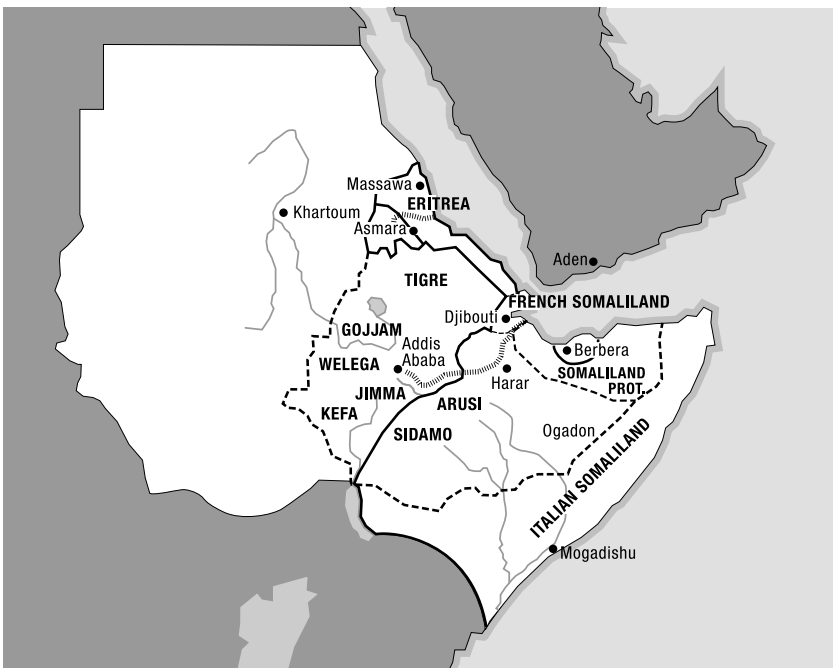 Massawa
ERITREA
Khartoum
Asmara
Aden
TIGRE
FRENCH SOMALILAND
Djibouti
GOJJAM
Addis
Ababa
Berbera
WELEGA
SOMALILAND
PROT.
Harar
JIMMA
ARUSI
KEFA
SIDAMO
Ogadon
ITALIAN SOMALILAND
Mogadishu